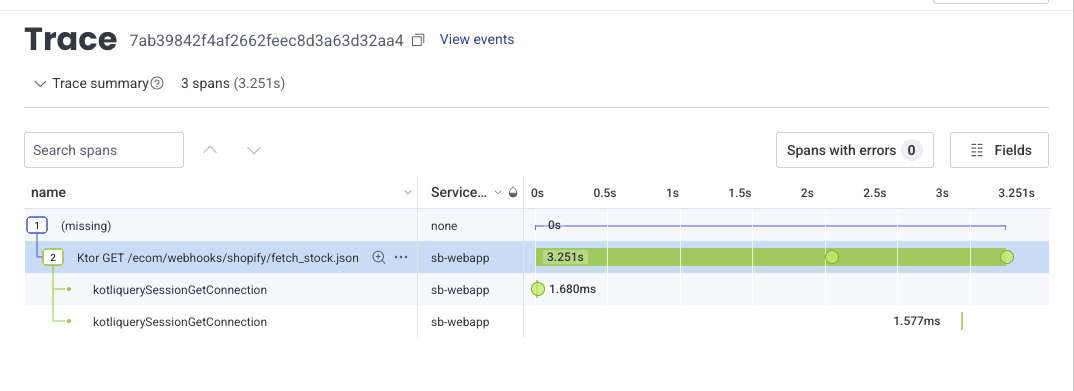 Trace 7ab39842f4af2662feec8d3a63d32aa4 View events
Trace summary 3 spans (3.251s)
Search spans Spans with errors 0 Fields
name Service... 0s 0.5s 1s 1.5s 2s 2.5s 3s 3.251s
1 (missing) none 0s
2 Ktor GET /ecom/webhooks/shopify/fetch_stock.json ... sb-webapp 3.251s
kotliquerySessionGetConnection sb-webapp 1.680ms
kotliquerySessionGetConnection sb-webapp 1.577ms